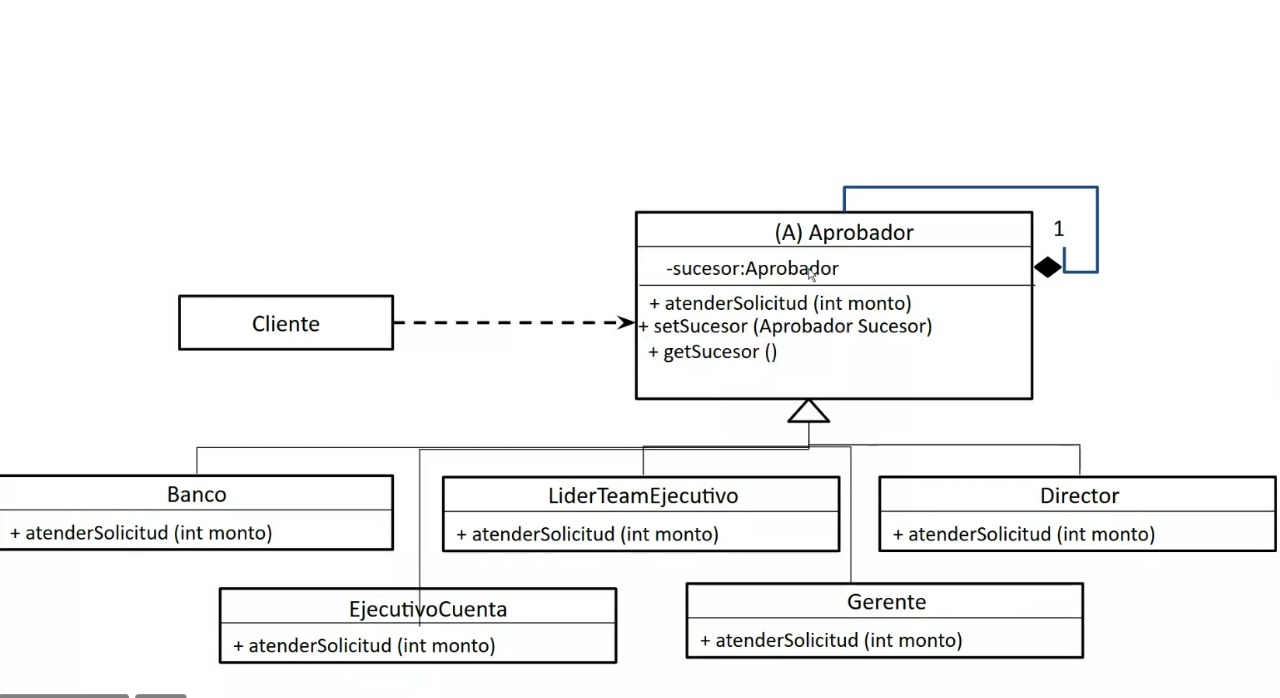 1
(A) Aprobador
-sucesor:Aprobador
+ atenderSolicitud (int monto)
+ setSucesor (Aprobador Sucesor)
+ getSucesor ()
Cliente
Banco
+ atenderSolicitud (int monto)
LiderTeamEjecutivo
+ atenderSolicitud (int monto)
Director
+ atenderSolicitud (int monto)
EjecutivoCuenta
+ atenderSolicitud (int monto)
Gerente
+ atenderSolicitud (int monto)